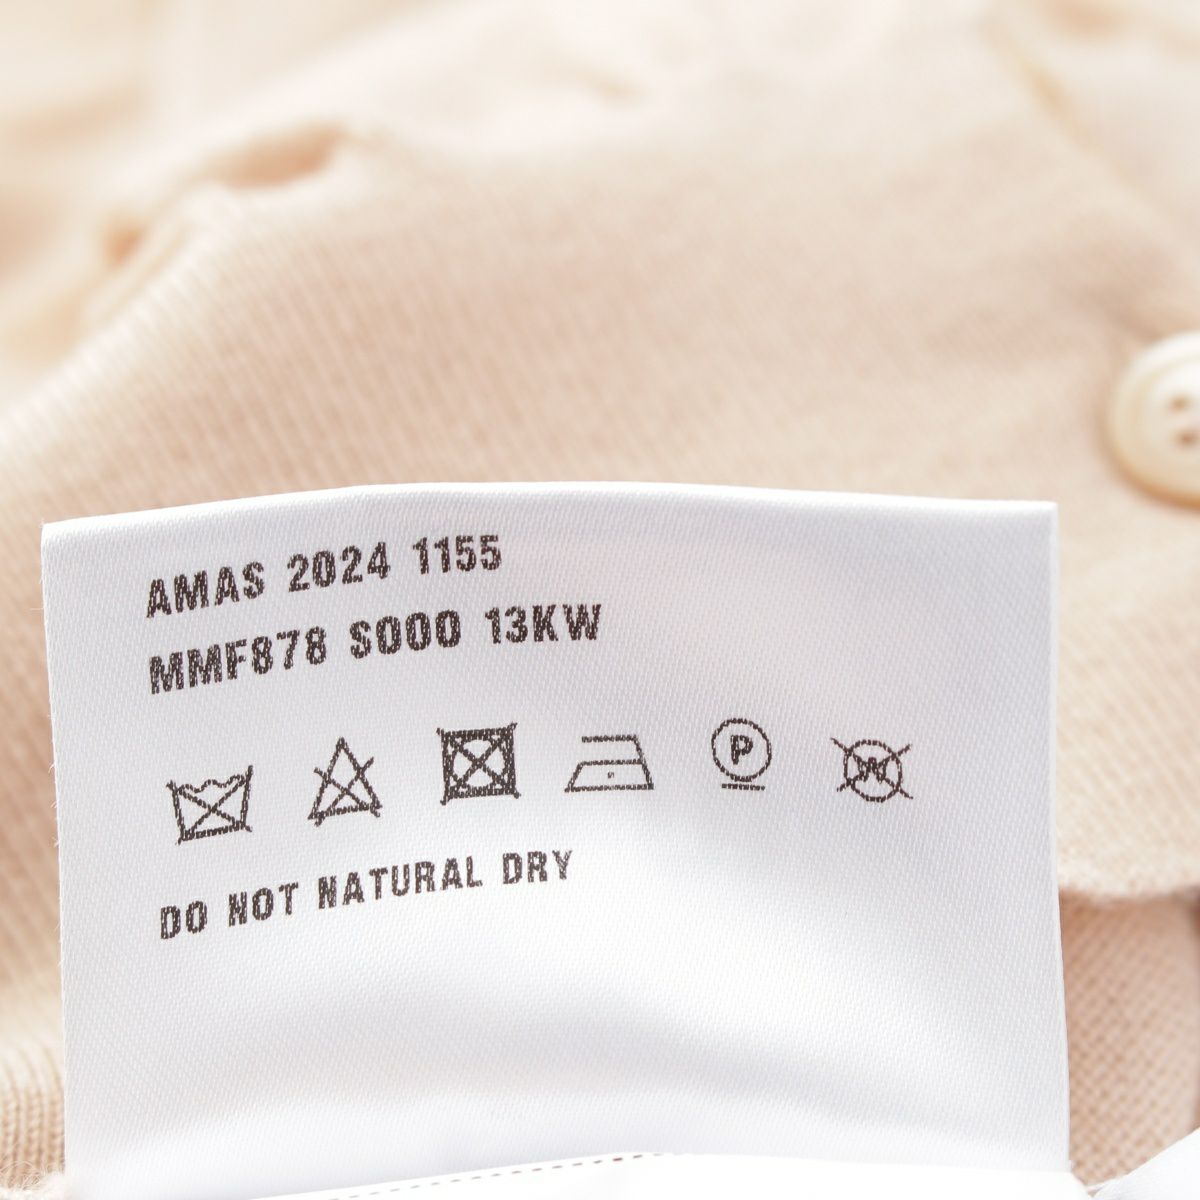 AMAS 2024 1155
MMF878 S000 13KW
P W
DO NOT NATURAL DRY